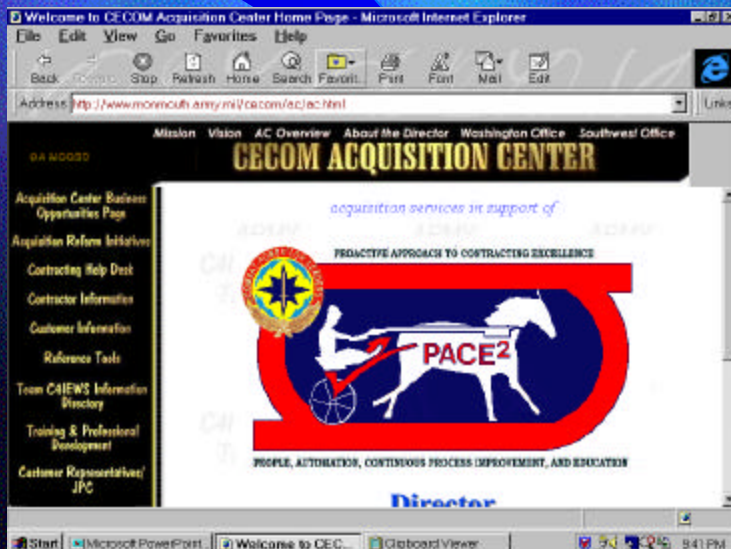 Welcome to CECOM Acquisition Center Home Page - Microsoft Internet Explorer
File Edit View Go Favorites Help
Back Stop Refresh Home Search Favorit.. Print Font Mail Edit
Address http://www.monmouth.army.mil/cecom/ac/ac.html Links
Mission Vision AC Overview About the Director Washington Office Southwest Office
CECOM ACQUISITION CENTER
Acquisition Center Business
Opportunities Page
Acquisition Reform Initiatives
Contracting Help Desk
Contractor Information
Customer Information
Reference Tools
Team C4IEWS Information
Directory
Training & Professional
Development
Customer Representatives/
JPC
acquisition services in support of
PROACTIVE APPROACH TO CONTRACTING EXCELLENCE
PACE2
PEOPLE, AUTOMATION, CONTINUOUS PROCESS IMPROVEMENT, AND EDUCATION
Director
Start Microsoft PowerPoint... Welcome to CEC... Clipboard Viewer 9:41 PM